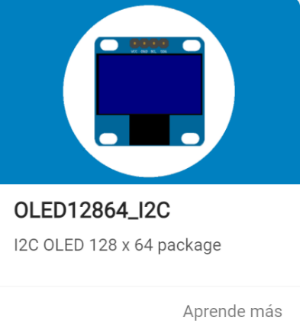 OLED12864_I2C
I2C OLED 128 x 64 package
Aprende más